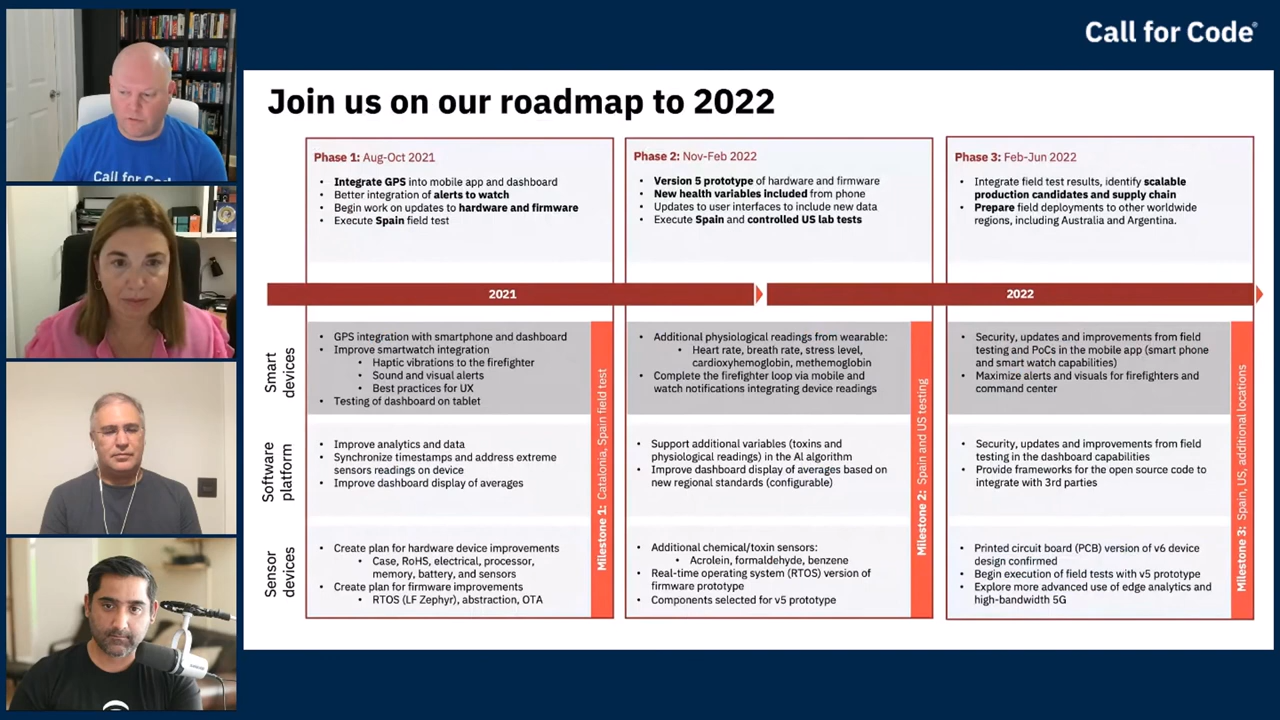 Call for Code®
Call for Code
Join us on our roadmap to 2022
Phase 1: Aug-Oct 2021
• Integrate GPS into mobile app and dashboard
• Better integration of alerts to watch
• Begin work on updates to hardware and firmware
• Execute Spain field test
Phase 2: Nov-Feb 2022
• Version 5 prototype of hardware and firmware
• New health variables included from phone
• Updates to user interfaces to include new data
• Execute Spain and controlled US lab tests
Phase 3: Feb-Jun 2022
• Integrate field test results, identify scalable
production candidates and supply chain
• Prepare field deployments to other worldwide
regions, including Australia and Argentina.
2021
2022
Smart
devices
• GPS integration with smartphone and dashboard
• Improve smartwatch integration
• Haptic vibrations to the firefighter
• Sound and visual alerts
• Best practices for UX
• Testing of dashboard on tablet
• Additional physiological readings from wearable:
• Heart rate, breath rate, stress level,
cardioxyhemoglobin, methemoglobin
• Complete the firefighter loop via mobile and
watch notifications integrating device readings
• Security, updates and improvements from field
testing and PoCs in the mobile app (smart phone
and smart watch capabilities)
• Maximize alerts and visuals for firefighters and
command center
Software
platform
• Improve analytics and data
• Synchronize timestamps and address extreme
sensors readings on device
• Improve dashboard display of averages
• Support additional variables (toxins and
physiological readings) in the AI algorithm
• Improve dashboard display of averages based on
new regional standards (configurable)
• Security, updates and improvements from field
testing in the dashboard capabilities
• Provide frameworks for the open source code to
integrate with 3rd parties
Sensor
devices
• Create plan for hardware device improvements
• Case, RoHS, electrical, processor,
memory, battery, and sensors
• Create plan for firmware improvements
• RTOS (LF Zephyr), abstraction, OTA
• Additional chemical/toxin sensors:
• Acrolein, formaldehyde, benzene
• Real-time operating system (RTOS) version of
firmware prototype
• Components selected for v5 prototype
• Printed circuit board (PCB) version of v6 device
design confirmed
• Begin execution of field tests with v5 prototype
• Explore more advanced use of edge analytics and
high-bandwidth 5G
Milestone 1: Catalonia, Spain field test
Milestone 2: Spain and US testing
Milestone 3: Spain, US, additional locations